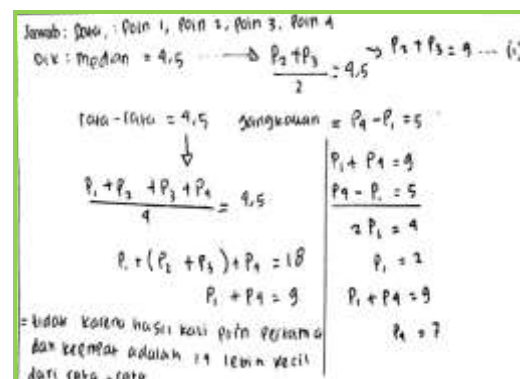 Jawab: Dowi, : Poin 1, Poin 2, Poin 3, Poin 4
Dik : median = 4,5 → P2 + P3 / 2 = 4,5 → P2 + P3 = 9 ... (1)
rata-rata = 4,5 jangkauan = P4 - P1 = 5
P1 + P2 + P3 + P4 / 4 = 4,5
P1 + (P2 + P3) + P4 = 18
P1 + P4 = 9
P1 + P4 = 9
P4 - P1 = 5
2P1 = 4
P1 = 2
P1 + P4 = 9
P4 = 7
= tidak karena hasil kali poin pertama
dan keempat adalah 14 lebih kecil
dari rata-rata